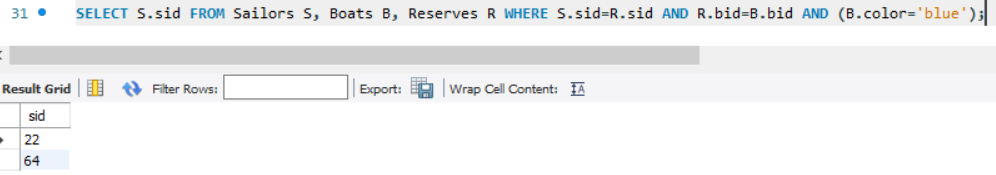 31 SELECT S.sid FROM Sailors S, Boats B, Reserves R WHERE S.sid=R.sid AND R.bid=B.bid AND (B.color='blue');
Result Grid Filter Rows: Export: Wrap Cell Content: IA
sid
22
64